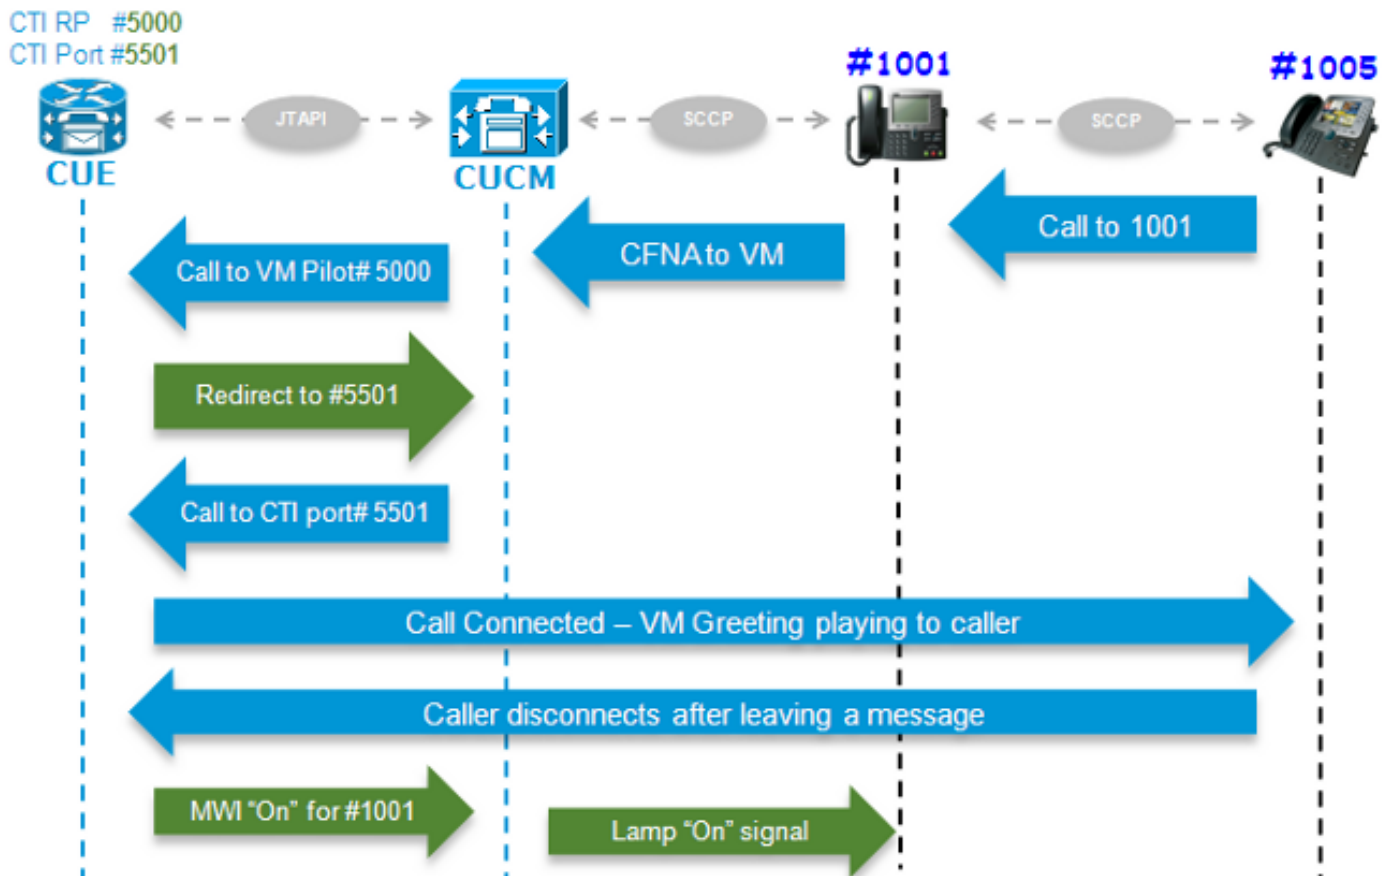 CTI RP #5000
CTI Port #5501
#1001
#1005
JTAPI
SCCP
SCCP
CUE
CUCM
Call to 1001
CFNA to VM
Call to VM Pilot# 5000
Redirect to #5501
Call to CTI port# 5501
Call Connected – VM Greeting playing to caller
Caller disconnects after leaving a message
MWI “On” for #1001
Lamp “On” signal